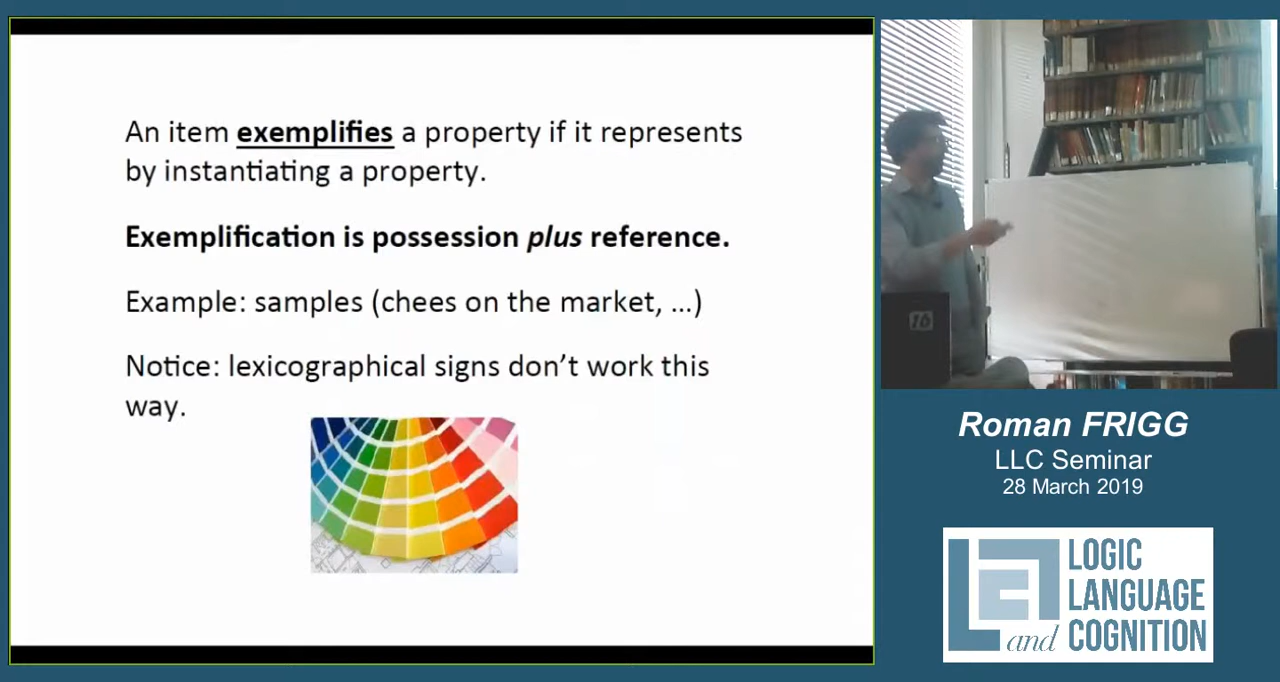 An item exemplifies a property if it represents
by instantiating a property.
Exemplification is possession plus reference.
Example: samples (chees on the market, ...)
Notice: lexicographical signs don’t work this
way.
Roman FRIGG
LLC Seminar
28 March 2019
LOGIC
LANGUAGE
and COGNITION